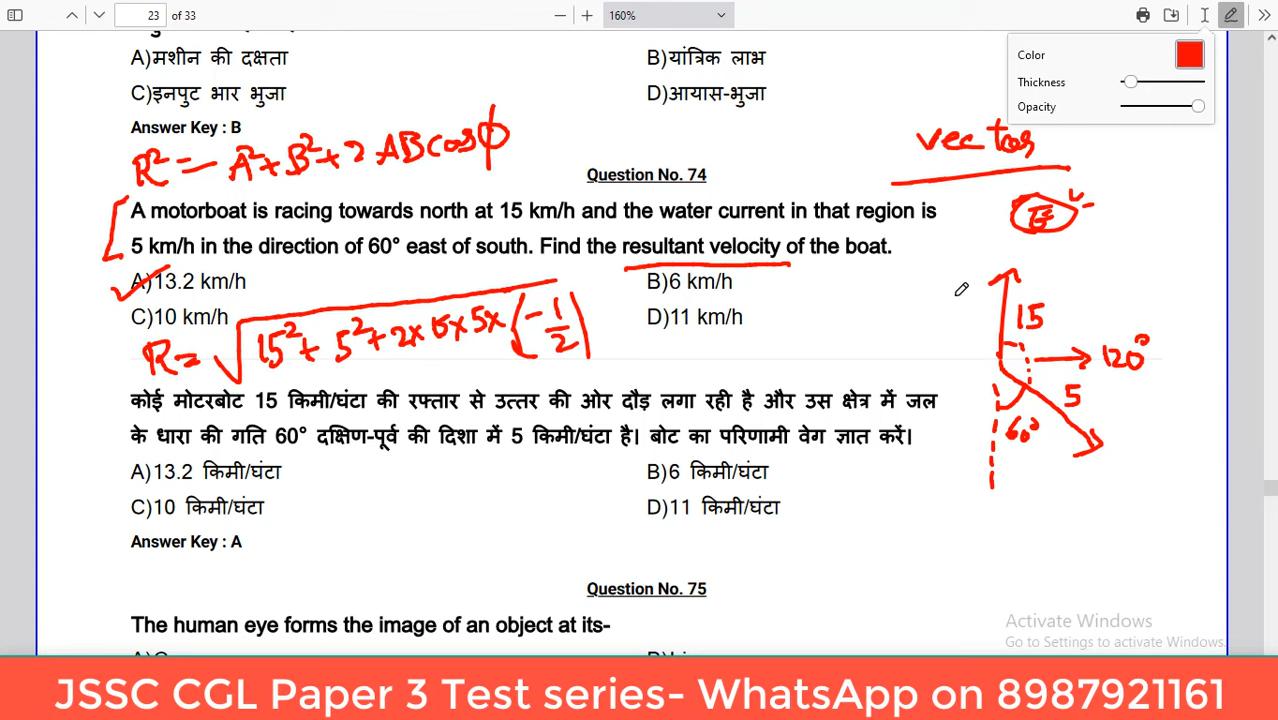 23 of 33
160%
Color
Thickness
Opacity
A)मशीन की दक्षता B)यांत्रिक लाभ
C)इनपुट भार भुजा D)आयास-भुजा
Answer Key : B
R² = A² + B² + 2 AB cos φ
vectors
Question No. 74
A motorboat is racing towards north at 15 km/h and the water current in that region is
5 km/h in the direction of 60° east of south. Find the resultant velocity of the boat.
A)13.2 km/h B)6 km/h
C)10 km/h D)11 km/h
R = √15² + 5² + 2 × 15 × 5 × (-1/2)
15
120°
5
60°
कोई मोटरबोट 15 किमी/घंटा की रफ्तार से उत्तर की ओर दौड़ लगा रही है और उस क्षेत्र में जल
के धारा की गति 60° दक्षिण-पूर्व की दिशा में 5 किमी/घंटा है। बोट का परिणामी वेग ज्ञात करें।
A)13.2 किमी/घंटा B)6 किमी/घंटा
C)10 किमी/घंटा D)11 किमी/घंटा
Answer Key : A
Question No. 75
The human eye forms the image of an object at its-
Activate Windows
Go to Settings to activate Windows.
JSSC CGL Paper 3 Test series- WhatsApp on 8987921161